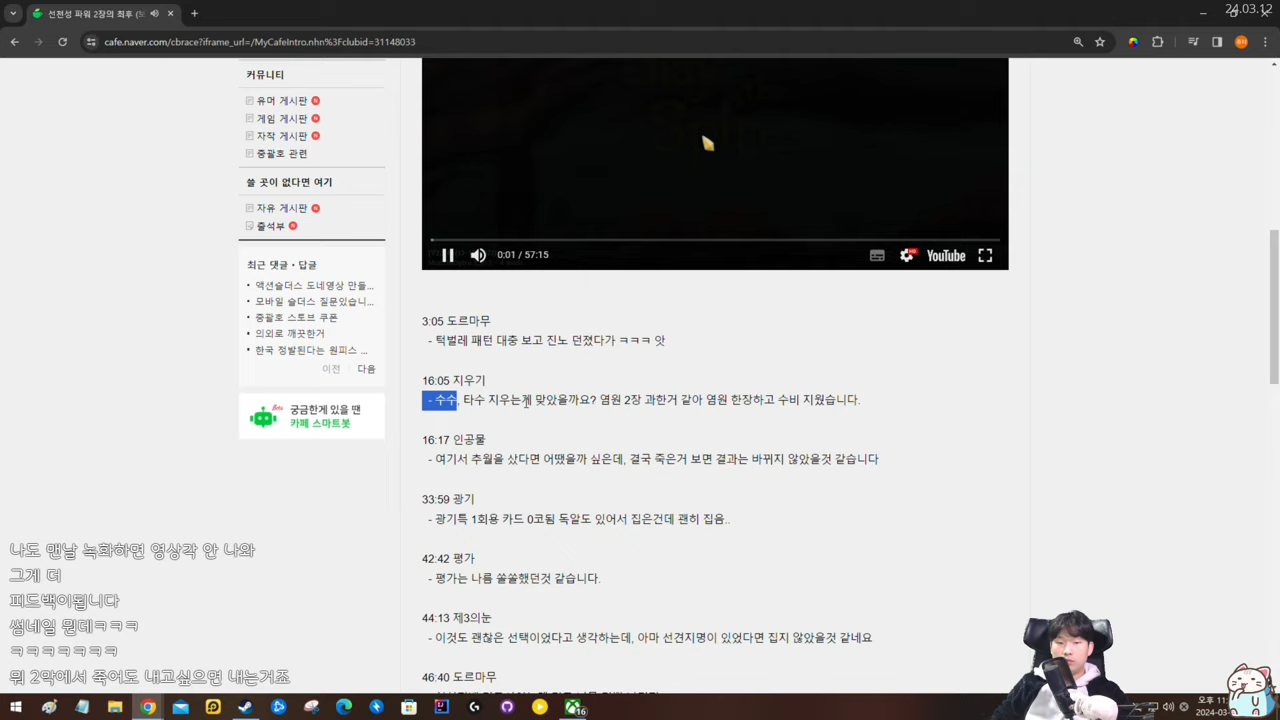 24.03.12
선천성 파워 2장의 최후 (
cafe.naver.com/cbrace?iframe_url=/MyCafeIntro.nhn%3Fclubid=31148033
커뮤니티
유머 게시판 N
게임 게시판 N
자작 게시판 N
중괄호 관련
쓸 곳이 없다면 여기
자유 게시판 N
출석부 N
최근 댓글・답글
• 액션슬더스 도네영상 만들...
• 모바일 슬더스 질문있습니...
• 중괄호 스토브 쿠폰
• 의외로 깨끗한거
• 한국 정발된다는 원피스 ...
이전 다음
Beta
궁금한게 있을 땐
카페 스마트봇
0:01 / 57:15
HD
YouTube
3:05 도르마무
- 턱벌레 패턴 대충 보고 진노 던졌다가 ㅋㅋㅋ 앗
16:05 지우기
- 수수, 타수 지우는게 맞았을까요? 염원 2장 과한거 같아 염원 한장하고 수비 지웠습니다.
16:17 인공물
- 여기서 추월을 샀다면 어땠을까 싶은데, 결국 죽은거 보면 결과는 바뀌지 않았을것 같습니다
33:59 광기
- 광기특 1회용 카드 0코됨 독알도 있어서 집은건데 괜히 집음..
42:42 평가
- 평가는 나름 쏠쏠했던것 같습니다.
44:13 제3의눈
- 이것도 괜찮은 선택이었다고 생각하는데, 아마 선견지명이 있었다면 집지 않았을것 같네요
46:40 도르마무
나도 맨날 녹화하면 영상각 안 나와
그게 더
피드백이됩니다
썸네일 뭔데ㅋㅋㅋ
ㅋㅋㅋㅋㅋㅋㅋ
뭐 2막에서 죽어도 내고싶으면 내는거죠
16
오후 11: